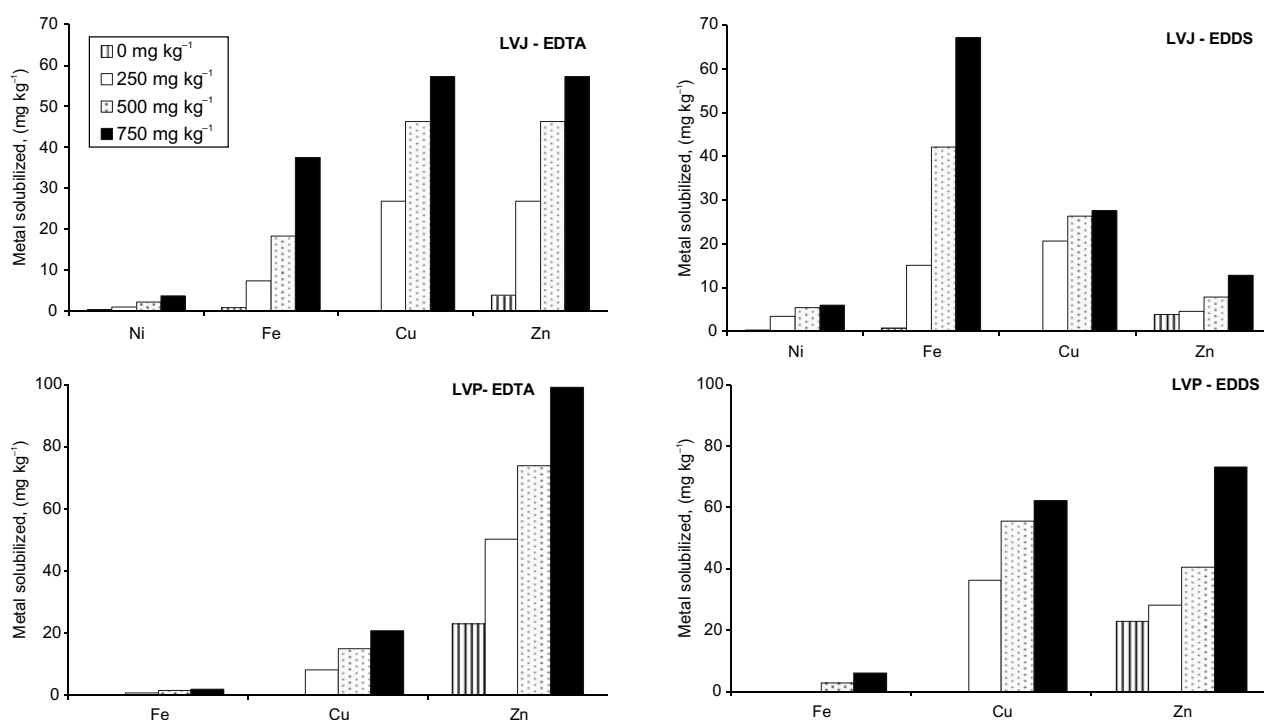 LVJ - EDTA
0 mg kg⁻¹
250 mg kg⁻¹
500 mg kg⁻¹
750 mg kg⁻¹
Metal solubilized, (mg kg⁻¹)
70
60
50
40
30
20
10
0
Ni Fe Cu Zn
LVJ - EDDS
Metal solubilized, (mg kg⁻¹)
70
60
50
40
30
20
10
0
Ni Fe Cu Zn
LVP- EDTA
Metal solubilized, (mg kg⁻¹)
100
80
60
40
20
0
Fe Cu Zn
LVP - EDDS
Metal solubilized, (mg kg⁻¹)
100
80
60
40
20
0
Fe Cu Zn